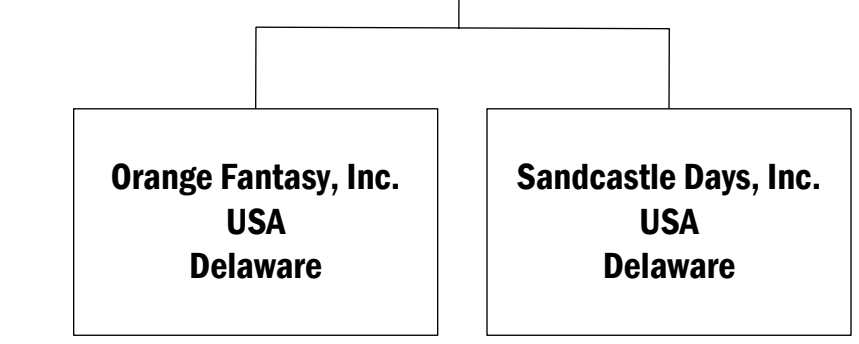 Orange Fantasy, Inc.
USA
Delaware
Sandcastle Days, Inc.
USA
Delaware